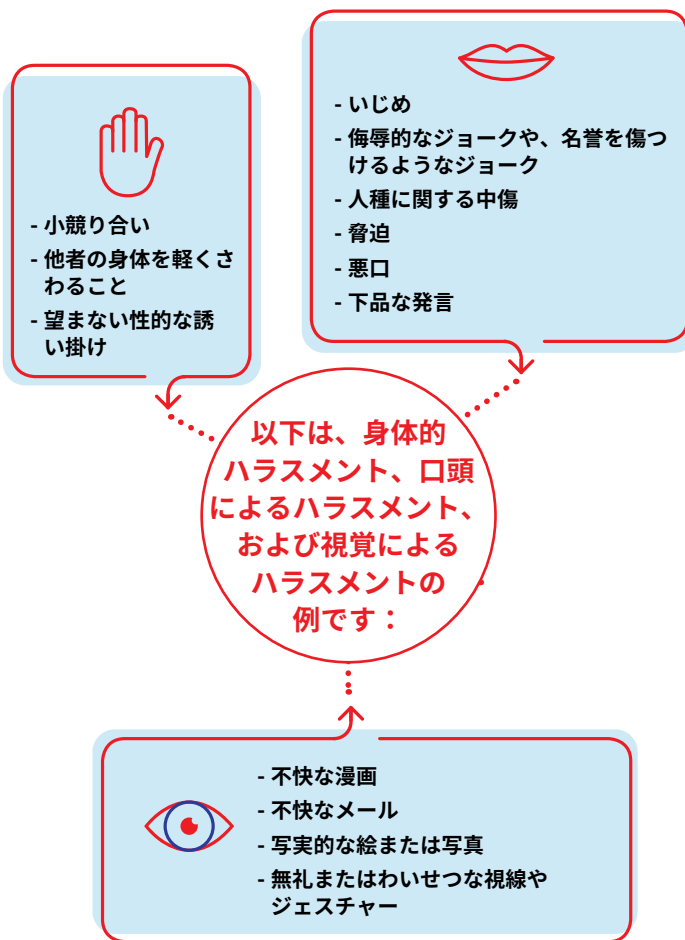 - 小競り合い
- 他者の身体を軽くさ
わること
- 望まない性的な誘
い掛け
- いじめ
- 侮辱的なジョークや、名誉を傷つ
けるようなジョーク
- 人種に関する中傷
- 脅迫
- 悪口
- 下品な発言
以下は、身体的
ハラスメント、口頭
によるハラスメント、
および視覚による
ハラスメントの
例です：
- 不快な漫画
- 不快なメール
- 写実的な絵または写真
- 無礼またはわいせつな視線や
ジェスチャー